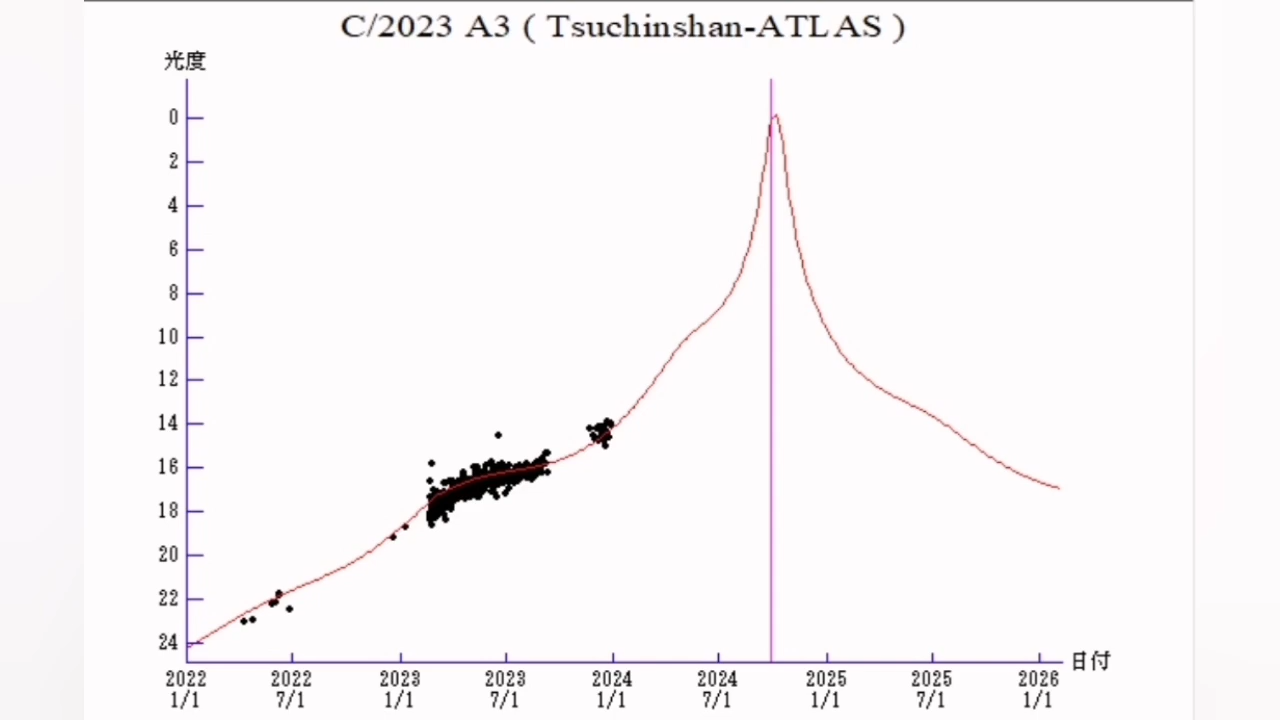 C/2023 A3 ( Tsuchinshan-ATLAS )
光度
0
2
4
6
8
10
12
14
16
18
20
22
24
日付
2022 2022 2023 2023 2024 2024 2025 2025 2026
1/1 7/1 1/1 7/1 1/1 7/1 1/1 7/1 1/1